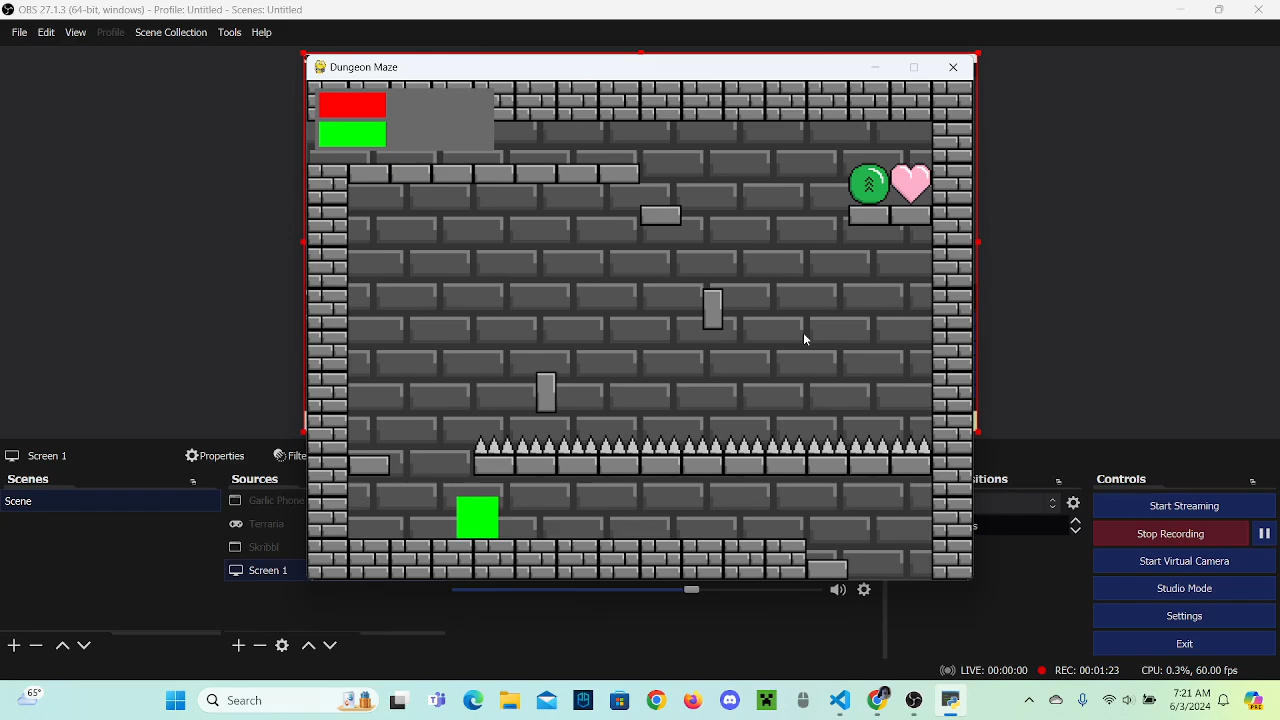 OBS 27.1.3 (64-bit, windows) - Profile: Untitled - Scenes: Untitled
File Edit View Profile Scene Collection Tools Help
Dungeon Maze
Screen 1 Properties Filte
Scenes Sources sitions Controls
Scene
Garlic Phone
Terraria
Skribbl
Screen 1
s
Start Streaming
Stop Recording
Start Virtual Camera
Studio Mode
Settings
Exit
LIVE: 00:00:00 REC: 00:01:23 CPU: 0.3%, 60.00 fps
65°
Search
PRE
7:21 AM
6/3/2024